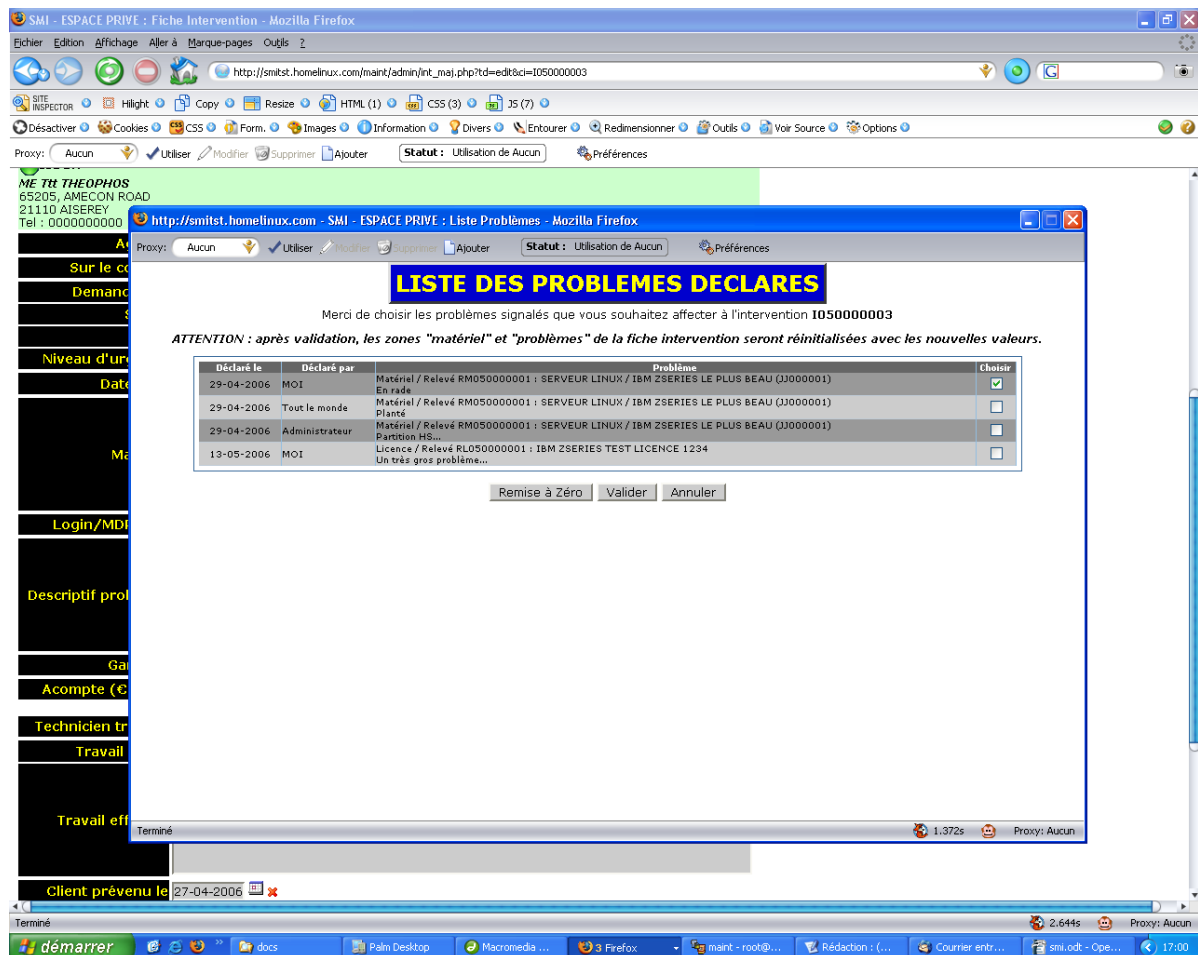 SMI - ESPACE PRIVE : Fiche Intervention - Mozilla Firefox
Fichier Edition Affichage Aller à Marque-pages Outils ?
http://smitst.homelinux.com/maint/admin/int_maj.php?td=edit&ci=I050000003
SITE INSPECTOR Hilight Copy Resize HTML (1) CSS (3) JS (7)
Désactiver Cookies CSS Form. Images Information Divers Entourer Redimensionner Outils Voir Source Options
Proxy: Aucun Utiliser Modifier Supprimer Ajouter Statut : Utilisation de Aucun Préférences
ME Ttt THEOPHOS
65205, AMECON ROAD
21110 AISEREY
Tel : 0000000000
http://smitst.homelinux.com - SMI - ESPACE PRIVE : Liste Problèmes - Mozilla Firefox
Proxy: Aucun Utiliser Modifier Supprimer Ajouter Statut : Utilisation de Aucun Préférences
LISTE DES PROBLEMES DECLARES
Merci de choisir les problèmes signalés que vous souhaitez affecter à l'intervention I050000003
ATTENTION : après validation, les zones "matériel" et "problèmes" de la fiche intervention seront réinitialisées avec les nouvelles valeurs.
Déclaré le Déclaré par Problème Choisir
29-04-2006 MOI Matériel / Relevé RM050000001 : SERVEUR LINUX / IBM ZSERIES LE PLUS BEAU (JJ000001)
En rade
29-04-2006 Tout le monde Matériel / Relevé RM050000001 : SERVEUR LINUX / IBM ZSERIES LE PLUS BEAU (JJ000001)
Planté
29-04-2006 Administrateur Matériel / Relevé RM050000001 : SERVEUR LINUX / IBM ZSERIES LE PLUS BEAU (JJ000001)
Partition HS...
13-05-2006 MOI Licence / Relevé RL050000001 : IBM ZSERIES TEST LICENCE 1234
Un très gros problème...
Remise à Zéro Valider Annuler
Sur le co
Demand
Niveau d'ur
Date
Ma
Login/MDP
Descriptif prol
Ga
Acompte (€
Technicien tr
Travail
Travail eff
Terminé 1.372s Proxy: Aucun
Client prévenu le 27-04-2006
Terminé 2.644s Proxy: Aucun
démarrer docs Palm Desktop Macromedia ... 3 Firefox maint - root@... Rédaction : (... Courrier entr... smi.odt - Ope... 17:00